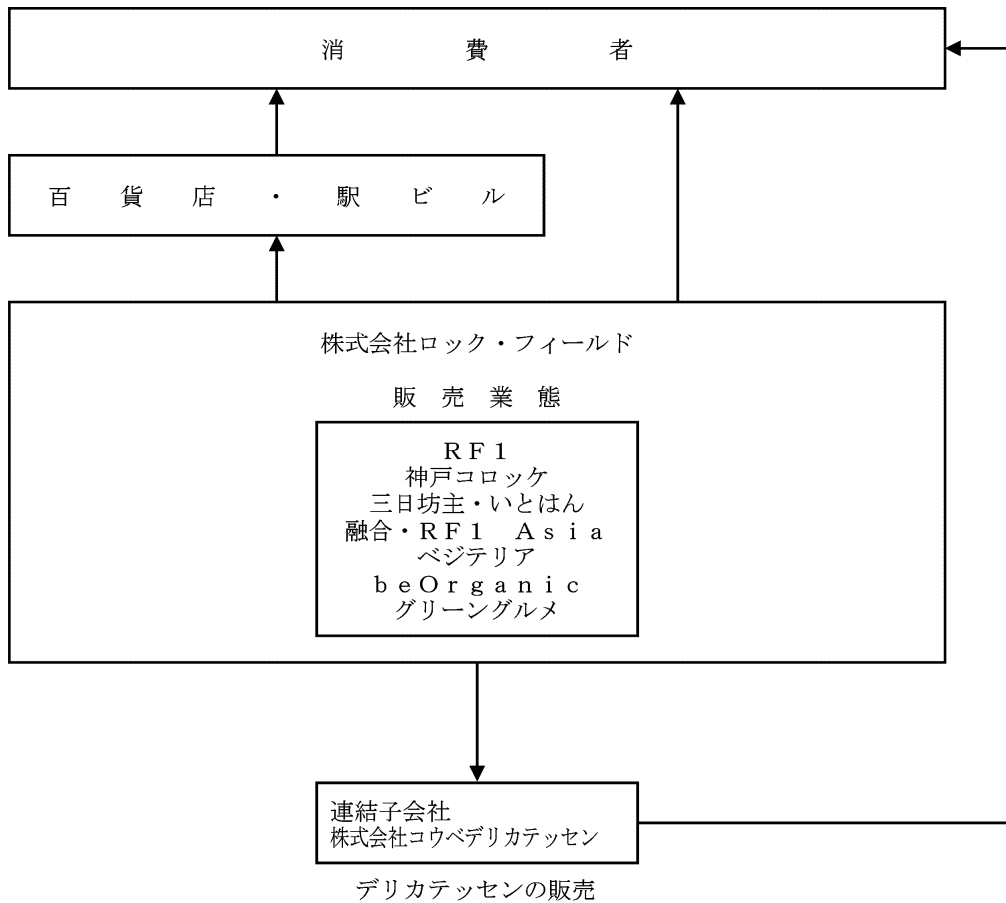 消費者
百貨店・駅ビル
株式会社ロック・フィールド
販売業態
ＲＦ１
神戸コロッケ
三日坊主・いとはん
融合・ＲＦ１　Ａｓｉａ
ベジテリア
ｂｅＯｒｇａｎｉｃ
グリーングルメ
連結子会社
株式会社コウベデリカテッセン
デリカテッセンの販売